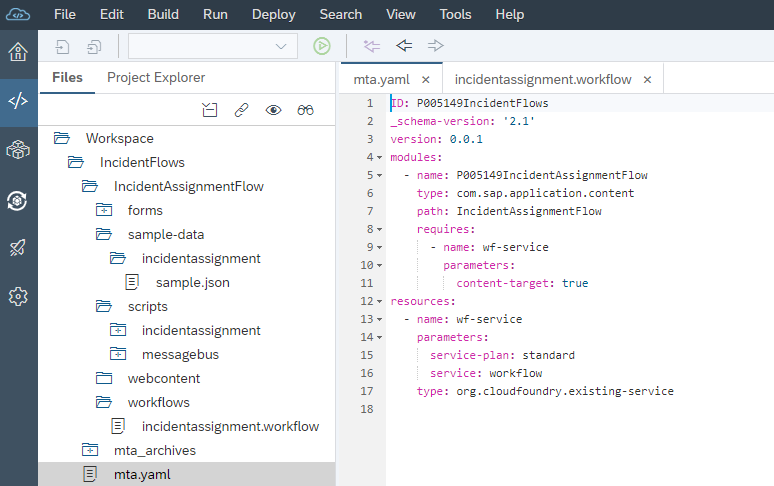 File Edit Build Run Deploy Search View Tools Help
Files Project Explorer
Workspace
IncidentFlows
IncidentAssignmentFlow
forms
sample-data
incidentassignment
sample.json
scripts
incidentassignment
messagebus
webcontent
workflows
incidentassignment.workflow
mta_archives
mta.yaml
mta.yaml × incidentassignment.workflow ×
1 ID: P005149IncidentFlows
2 _schema-version: '2.1'
3 version: 0.0.1
4 modules:
5 - name: P005149IncidentAssignmentFlow
6 type: com.sap.application.content
7 path: IncidentAssignmentFlow
8 requires:
9 - name: wf-service
10 parameters:
11 content-target: true
12 resources:
13 - name: wf-service
14 parameters:
15 service-plan: standard
16 service: workflow
17 type: org.cloudfoundry.existing-service
18